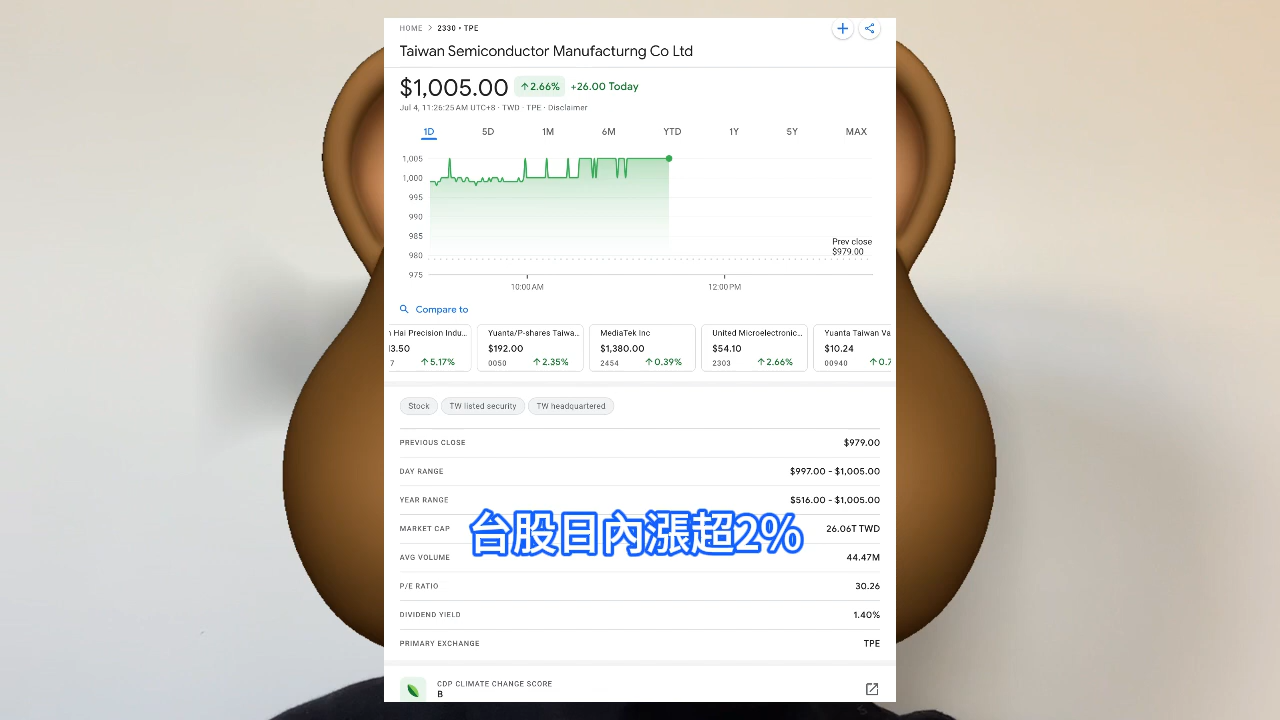 HOME > 2330 • TPE
Taiwan Semiconductor Manufacturng Co Ltd
$1,005.00 ↑2.66% +26.00 Today
Jul 4, 11:26:25 AM UTC+8 · TWD · TPE · Disclaimer
1D 5D 1M 6M YTD 1Y 5Y MAX
1,005
1,000
995
990
985
980
975
Prev close
$979.00
10:00 AM 12:00 PM
Compare to
Hai Precision Indu... Yuanta/P-shares Taiwa... MediaTek Inc United Microelectronic... Yuanta Taiwan Va
3.50 $192.00 $1,380.00 $54.10 $10.24
7 ↑5.17% 0050 ↑2.35% 2454 ↑0.39% 2303 ↑2.66% 00940 ↑0.7
Stock TW listed security TW headquartered
PREVIOUS CLOSE $979.00
DAY RANGE $997.00 - $1,005.00
YEAR RANGE $516.00 - $1,005.00
MARKET CAP 26.06T TWD
台股日內漲超2%
AVG VOLUME 44.47M
P/E RATIO 30.26
DIVIDEND YIELD 1.40%
PRIMARY EXCHANGE TPE
CDP CLIMATE CHANGE SCORE
B